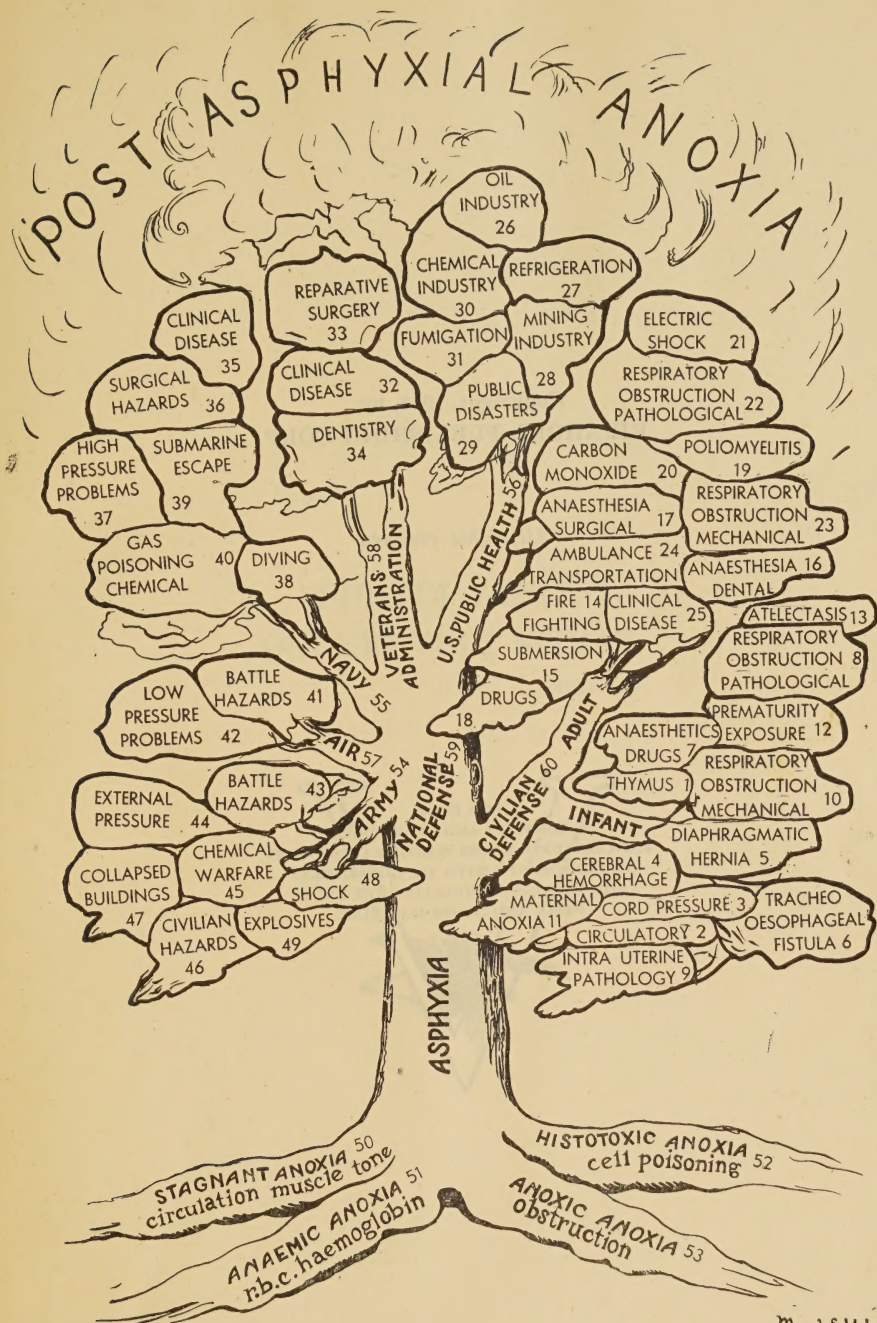 POST ASPHYXIAL ANOXIA
OIL
INDUSTRY
26
CHEMICAL
INDUSTRY
30
REFRIGERATION
27
REPARATIVE
SURGERY
33
CLINICAL
DISEASE
35
FUMIGATION
31
MINING
INDUSTRY
28
ELECTRIC
SHOCK 21
SURGICAL
HAZARDS 36
CLINICAL
DISEASE 32
PUBLIC
DISASTERS
29
RESPIRATORY
OBSTRUCTION
PATHOLOGICAL 22
DENTISTRY
34
HIGH
PRESSURE
PROBLEMS
37
SUBMARINE
ESCAPE
39
CARBON
MONOXIDE 20
POLIOMYELITIS
19
ANAESTHESIA
SURGICAL 17
RESPIRATORY
OBSTRUCTION
MECHANICAL 23
GAS
POISONING
CHEMICAL
40
DIVING
38
AMBULANCE 24
TRANSPORTATION
ANAESTHESIA 16
DENTAL
FIRE 14
FIGHTING
CLINICAL
DISEASE 25
ATELECTASIS 13
RESPIRATORY
OBSTRUCTION 8
PATHOLOGICAL
SUBMERSION
15
DRUGS
18
NAVY 55
VETERANS 58
ADMINISTRATION
U.S. PUBLIC HEALTH 56
LOW
PRESSURE
PROBLEMS 42
BATTLE
HAZARDS 41
AIR 57
PREMATURITY
EXPOSURE 12
ANAESTHETICS
DRUGS 7
THYMUS 1
RESPIRATORY
OBSTRUCTION
MECHANICAL 10
ADULT
INFANT
CIVILIAN
DEFENSE 60
NATIONAL
DEFENSE 59
ARMY 54
EXTERNAL
PRESSURE 44
BATTLE
HAZARDS 43
DIAPHRAGMATIC
HERNIA 5
COLLAPSED
BUILDINGS
47
CHEMICAL
WARFARE
45
SHOCK 48
CEREBRAL 4
HEMORRHAGE
MATERNAL
ANOXIA 11
CORD PRESSURE 3
TRACHEO
OESOPHAGEAL
FISTULA 6
CIVILIAN
HAZARDS
46
EXPLOSIVES
49
CIRCULATORY 2
INTRA UTERINE
PATHOLOGY 9
ASPHYXIA
STAGNANT ANOXIA 50
circulation muscle tone
HISTOTOXIC ANOXIA
cell poisoning 52
ANAEMIC ANOXIA 51
r.b.c. haemoglobin
ANOXIC ANOXIA 53
obstruction